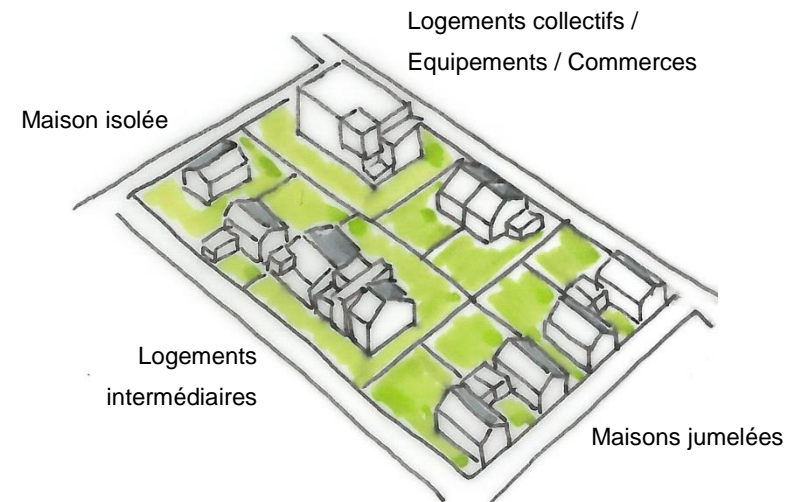 Logements collectifs /
Equipements / Commerces
Maison isolée
Logements
intermédiaires
Maisons jumelées